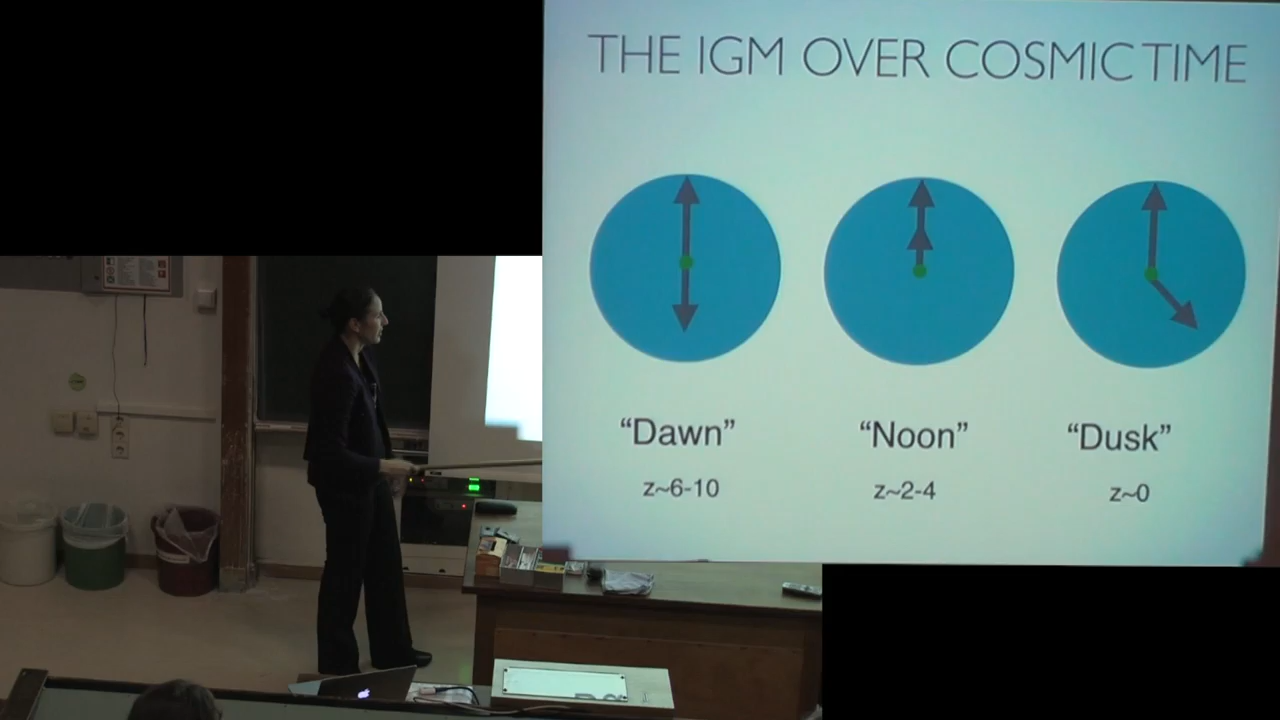 THE IGM OVER COSMIC TIME
“Dawn” “Noon” “Dusk”
z~6-10 z~2-4 z~0